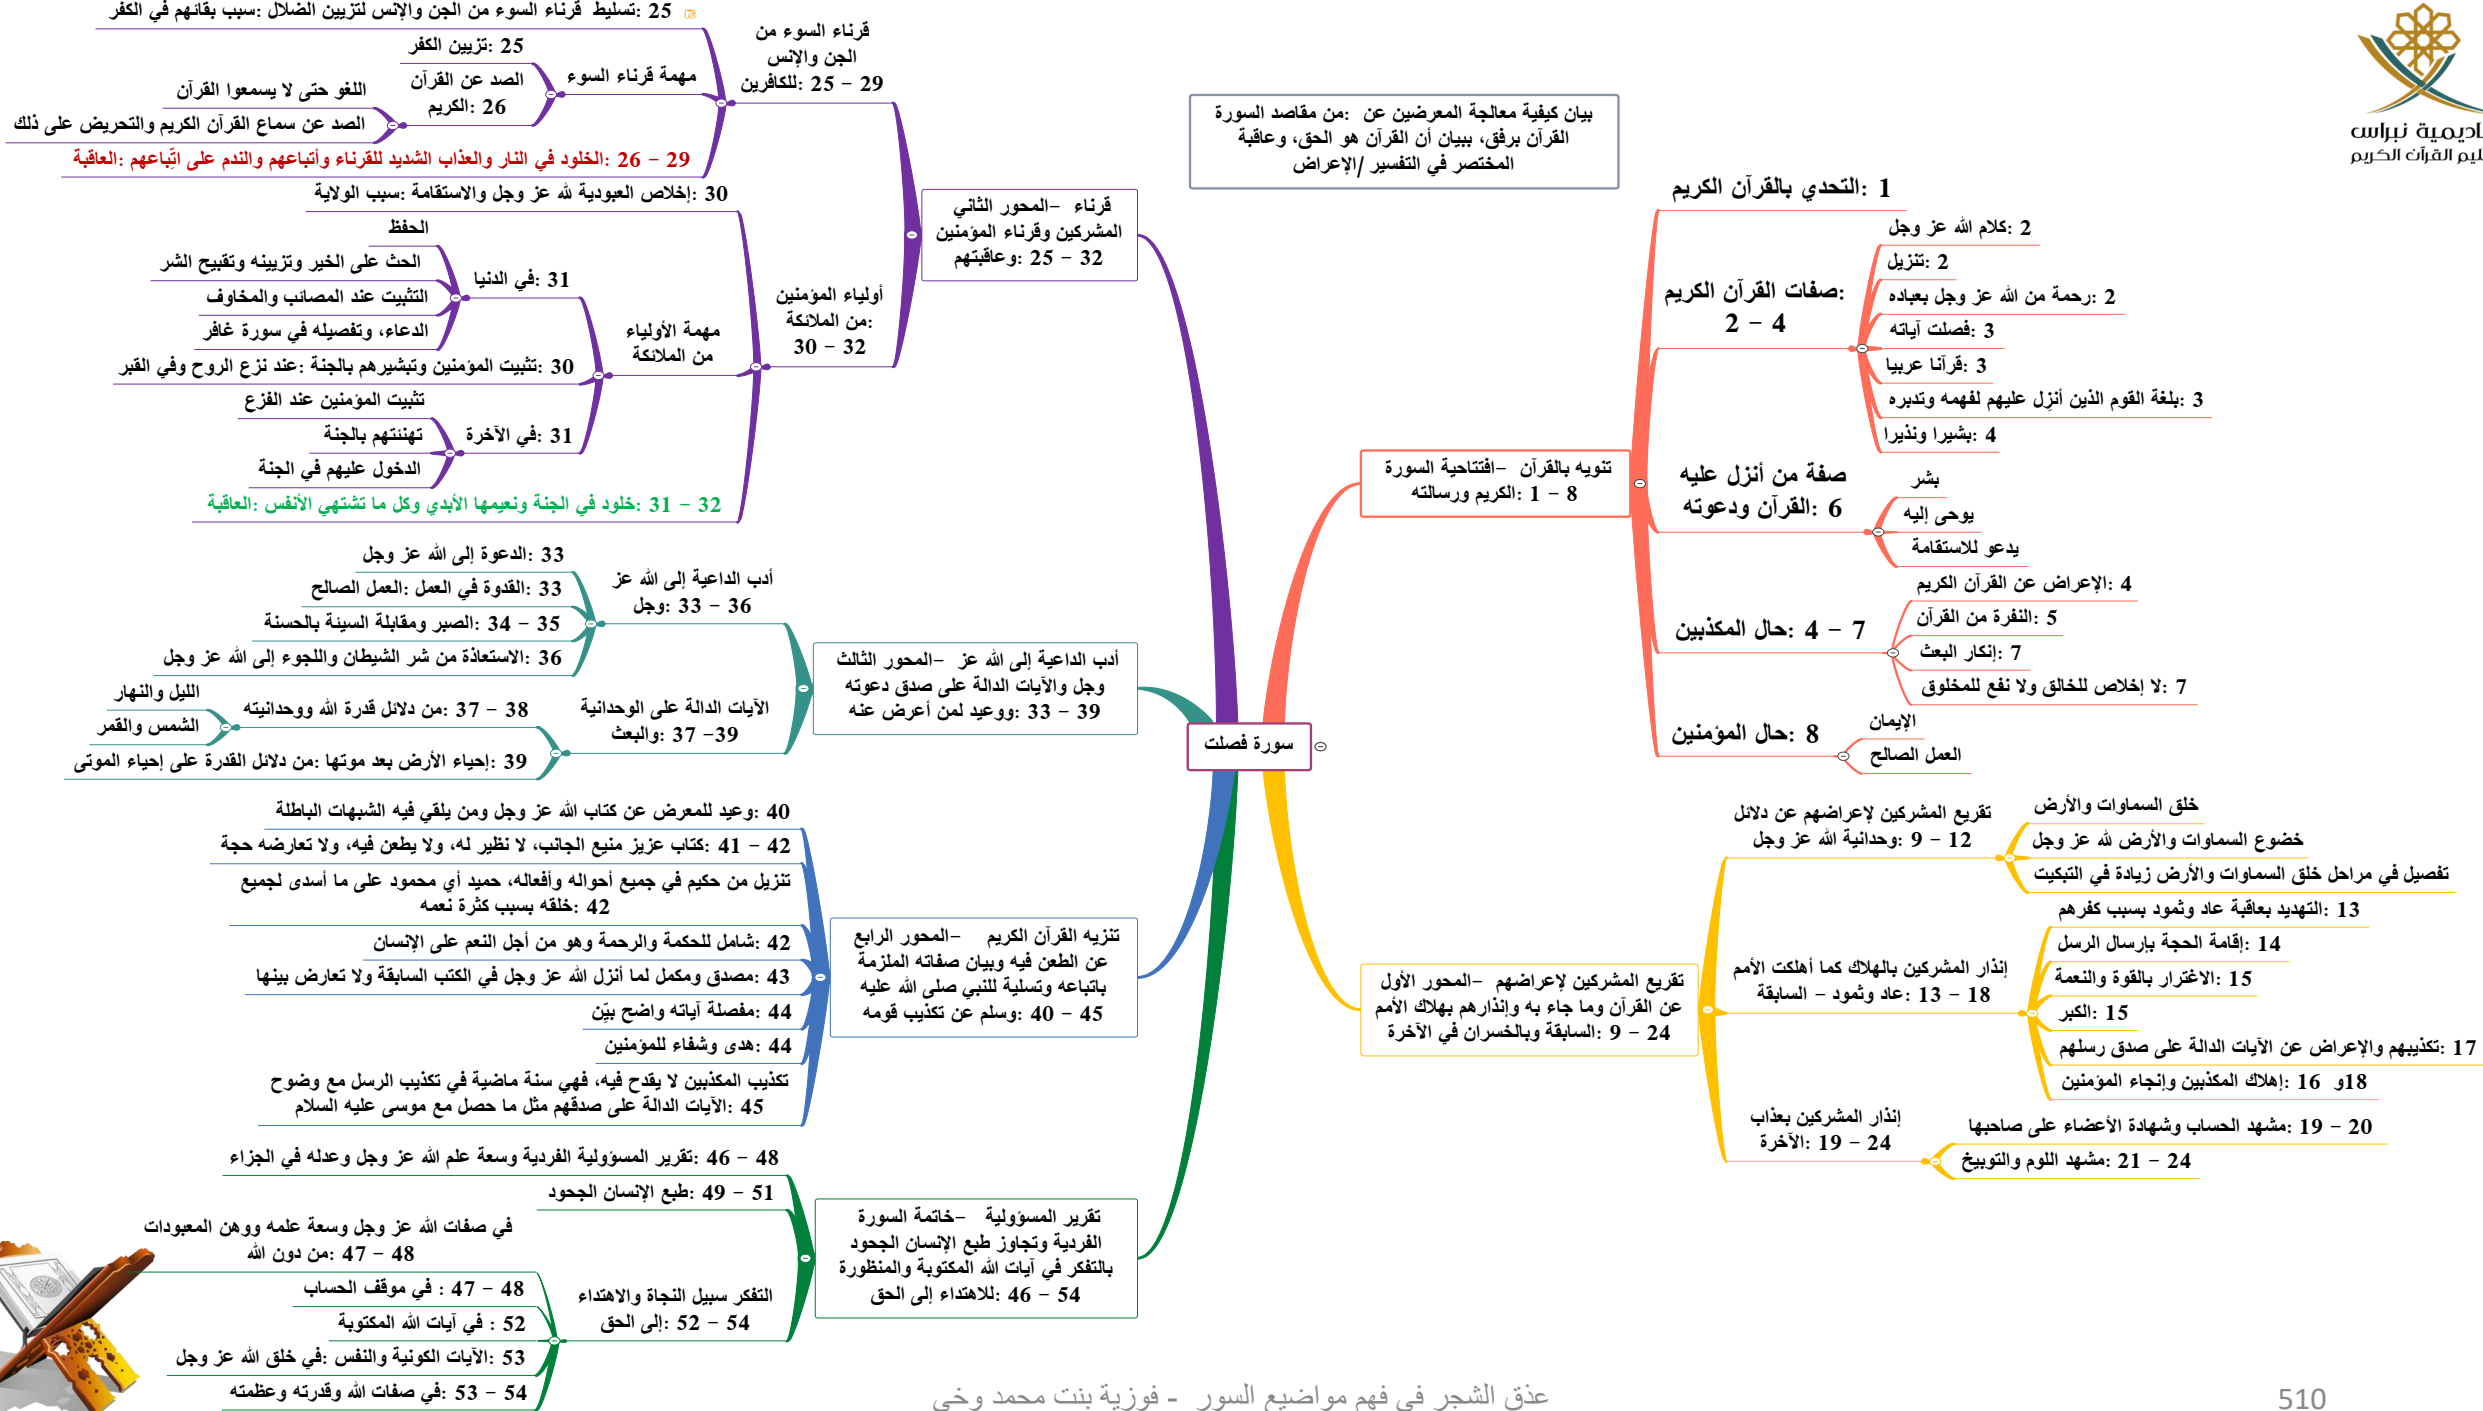 اديمية نبراس
ليم القرآن الكريم
بيان كيفية معالجة المعرضين عن :من مقاصد السورة
القرآن برفق، ببيان أن القرآن هو الحق، وعاقبة
المختصر في التفسير /الإعراض
سورة فصلت
تنويه بالقرآن –افتتاحية السورة
1 – 8 :الكريم ورسالته
1 :التحدي بالقرآن الكريم
:صفات القرآن الكريم
2 – 4
2 :كلام الله عز وجل
2 :تنزيل
2 :رحمة من الله عز وجل بعباده
3 :فصلت آياته
3 :قرآنا عربيا
3 :بلغة القوم الذين أنزِل عليهم لفهمه وتدبره
4 :بشيرا ونذيرا
صفة من أنزل عليه
6 :القرآن ودعوته
بشر
يوحى إليه
يدعو للاستقامة
4 – 7 :حال المكذبين
4 :الإعراض عن القرآن الكريم
5 :النفرة من القرآن
7 :إنكار البعث
7 :لا إخلاص للخالق ولا نفع للمخلوق
8 :حال المؤمنين
الإيمان
العمل الصالح
تقريع المشركين لإعراضهم –المحور الأول
عن القرآن وما جاء به وإنذارهم بهلاك الأمم
9 – 24 :السابقة وبالخسران في الآخرة
تقريع المشركين لإعراضهم عن دلائل
9 – 12 :وحدانية الله عز وجل
خلق السماوات والأرض
خضوع السماوات والأرض لله عز وجل
تفصيل في مراحل خلق السماوات والأرض زيادة في التبكيت
إنذار المشركين بالهلاك كما أهلكت الأمم
13 – 18 :عاد وثمود – السابقة
13 :التهديد بعاقبة عاد وثمود بسبب كفرهم
14 :إقامة الحجة بإرسال الرسل
15 :الاغترار بالقوة والنعمة
15 :الكبر
17 :تكذيبهم والإعراض عن الآيات الدالة على صدق رسلهم
18و 16 :إهلاك المكذبين وإنجاء المؤمنين
إنذار المشركين بعذاب
19 – 24 :الآخرة
19 – 20 :مشهد الحساب وشهادة الأعضاء على صاحبها
21 – 24 :مشهد اللوم والتوبيخ
قرناء –المحور الثاني
المشركين وقرناء المؤمنين
25 – 32 :وعاقبتهم
قرناء السوء من
الجن والإنس
25 – 29 :للكافرين
25 :تسليط قرناء السوء من الجن والإنس لتزيين الضلال :سبب بقائهم في الكفر
مهمة قرناء السوء
25 :تزيين الكفر
الصد عن القرآن
26 :الكريم
اللغو حتى لا يسمعوا القرآن
الصد عن سماع القرآن الكريم والتحريض على ذلك
26 – 29 :الخلود في النار والعذاب الشديد للقرناء وأتباعهم والندم على اتِّباعهم :العاقبة
أولياء المؤمنين
:من الملائكة
30 – 32
30 :إخلاص العبودية لله عز وجل والاستقامة :سبب الولاية
مهمة الأولياء
من الملائكة
31 :في الدنيا
الحفظ
الحث على الخير وتزيينه وتقبيح الشر
التثبيت عند المصائب والمخاوف
الدعاء، وتفصيله في سورة غافر
30 :تثبيت المؤمنين وتبشيرهم بالجنة :عند نزع الروح وفي القبر
31 :في الآخرة
تثبيت المؤمنين عند الفزع
تهنئتهم بالجنة
الدخول عليهم في الجنة
31 – 32 :خلود في الجنة ونعيمها الأبدي وكل ما تشتهي الأنفس :العاقبة
أدب الداعية إلى الله عز –المحور الثالث
وجل والآيات الدالة على صدق دعوته
33 – 39 :ووعيد لمن أعرض عنه
أدب الداعية إلى الله عز
33 – 36 :وجل
33 :الدعوة إلى الله عز وجل
33 :القدوة في العمل :العمل الصالح
34 – 35 :الصبر ومقابلة السيئة بالحسنة
36 :الاستعاذة من شر الشيطان واللجوء إلى الله عز وجل
الآيات الدالة على الوحدانية
37 –39 :والبعث
37 – 38 :من دلائل قدرة الله ووحدانيته
الليل والنهار
الشمس والقمر
39 :إحياء الأرض بعد موتها :من دلائل القدرة على إحياء الموتى
تنزيه القرآن الكريم –المحور الرابع
عن الطعن فيه وبيان صفاته الملزمة
باتباعه وتسلية للنبي صلى الله عليه
40 – 45 :وسلم عن تكذيب قومه
40 :وعيد للمعرض عن كتاب الله عز وجل ومن يلقي فيه الشبهات الباطلة
41 – 42 :كتاب عزيز منيع الجانب، لا نظير له، ولا يطعن فيه، ولا تعارضه حجة
تنزيل من حكيم في جميع أحواله وأفعاله، حميد أي محمود على ما أسدى لجميع
42 :خلقه بسبب كثرة نعمه
42 :شامل للحكمة والرحمة وهو من أجل النعم على الإنسان
43 :مصدق ومكمل لما أنزل الله عز وجل في الكتب السابقة ولا تعارض بينها
44 :مفصلة آياته واضح بيِّن
44 :هدى وشفاء للمؤمنين
تكذيب المكذبين لا يقدح فيه، فهي سنة ماضية في تكذيب الرسل مع وضوح
45 :الآيات الدالة على صدقهم مثل ما حصل مع موسى عليه السلام
تقرير المسؤولية –خاتمة السورة
الفردية وتجاوز طبع الإنسان الجحود
بالتفكر في آيات الله المكتوبة والمنظورة
46 – 54 :للاهتداء إلى الحق
46 – 48 :تقرير المسؤولية الفردية وسعة علم الله عز وجل وعدله في الجزاء
49 – 51 :طبع الإنسان الجحود
التفكر سبيل النجاة والاهتداء
52 – 54 :إلى الحق
في صفات الله عز وجل وسعة علمه ووهن المعبودات
47 – 48 :من دون الله
47 – 48 : في موقف الحساب
52 : في آيات الله المكتوبة
53 :الآيات الكونية والنفس :في خلق الله عز وجل
53 – 54 :في صفات الله وقدرته وعظمته
عذق الشجر في فهم مواضيع السور - فوزية بنت محمد وخي
510